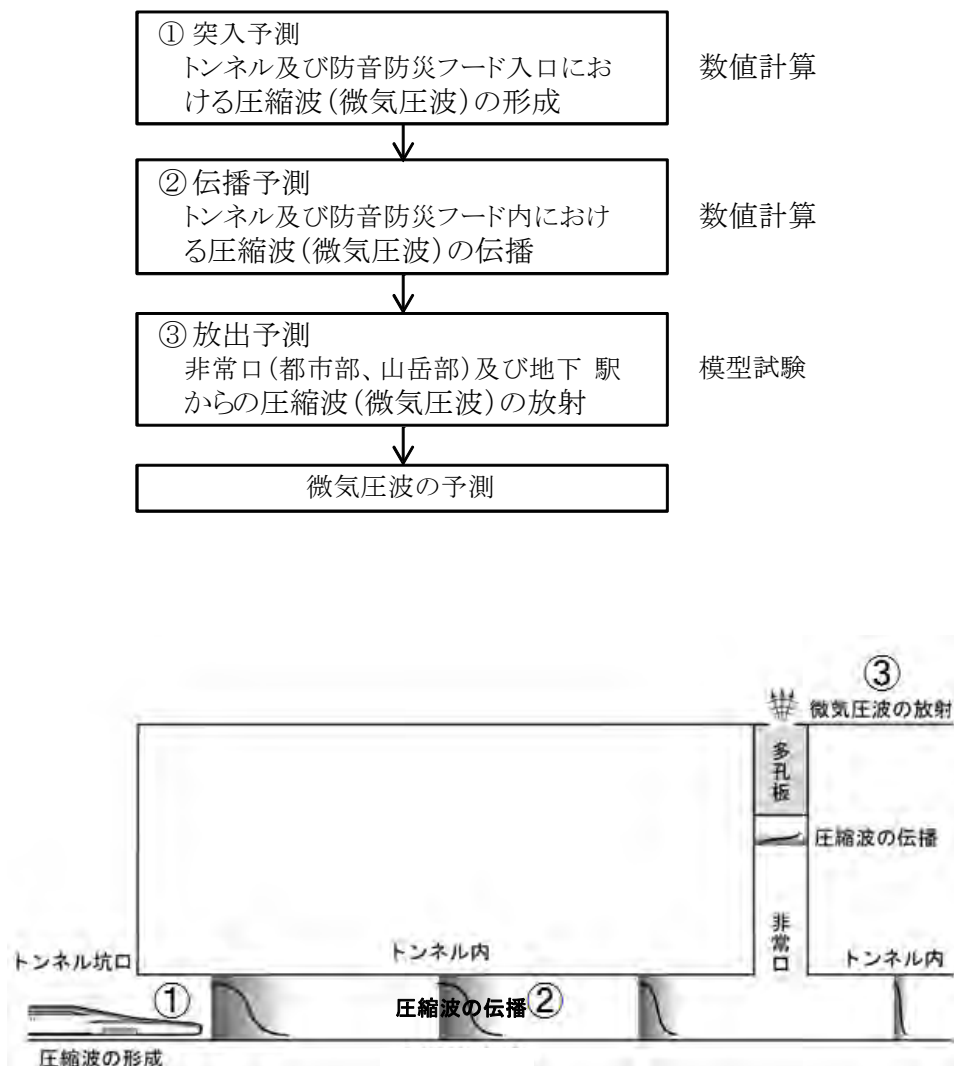 ① 突入予測
トンネル及び防音防災フード入口にお
ける圧縮波(微気圧波)の形成
数値計算
② 伝播予測
トンネル及び防音防災フード内におけ
る圧縮波(微気圧波)の伝播
数値計算
③ 放出予測
非常口(都市部、山岳部)及び地下 駅
からの圧縮波(微気圧波)の放射
模型試験
微気圧波の予測
③
微気圧波の放射
多孔板
圧縮波の伝播
非常口
トンネル坑口
トンネル内
トンネル内
①
圧縮波の伝播②
圧縮波の形成